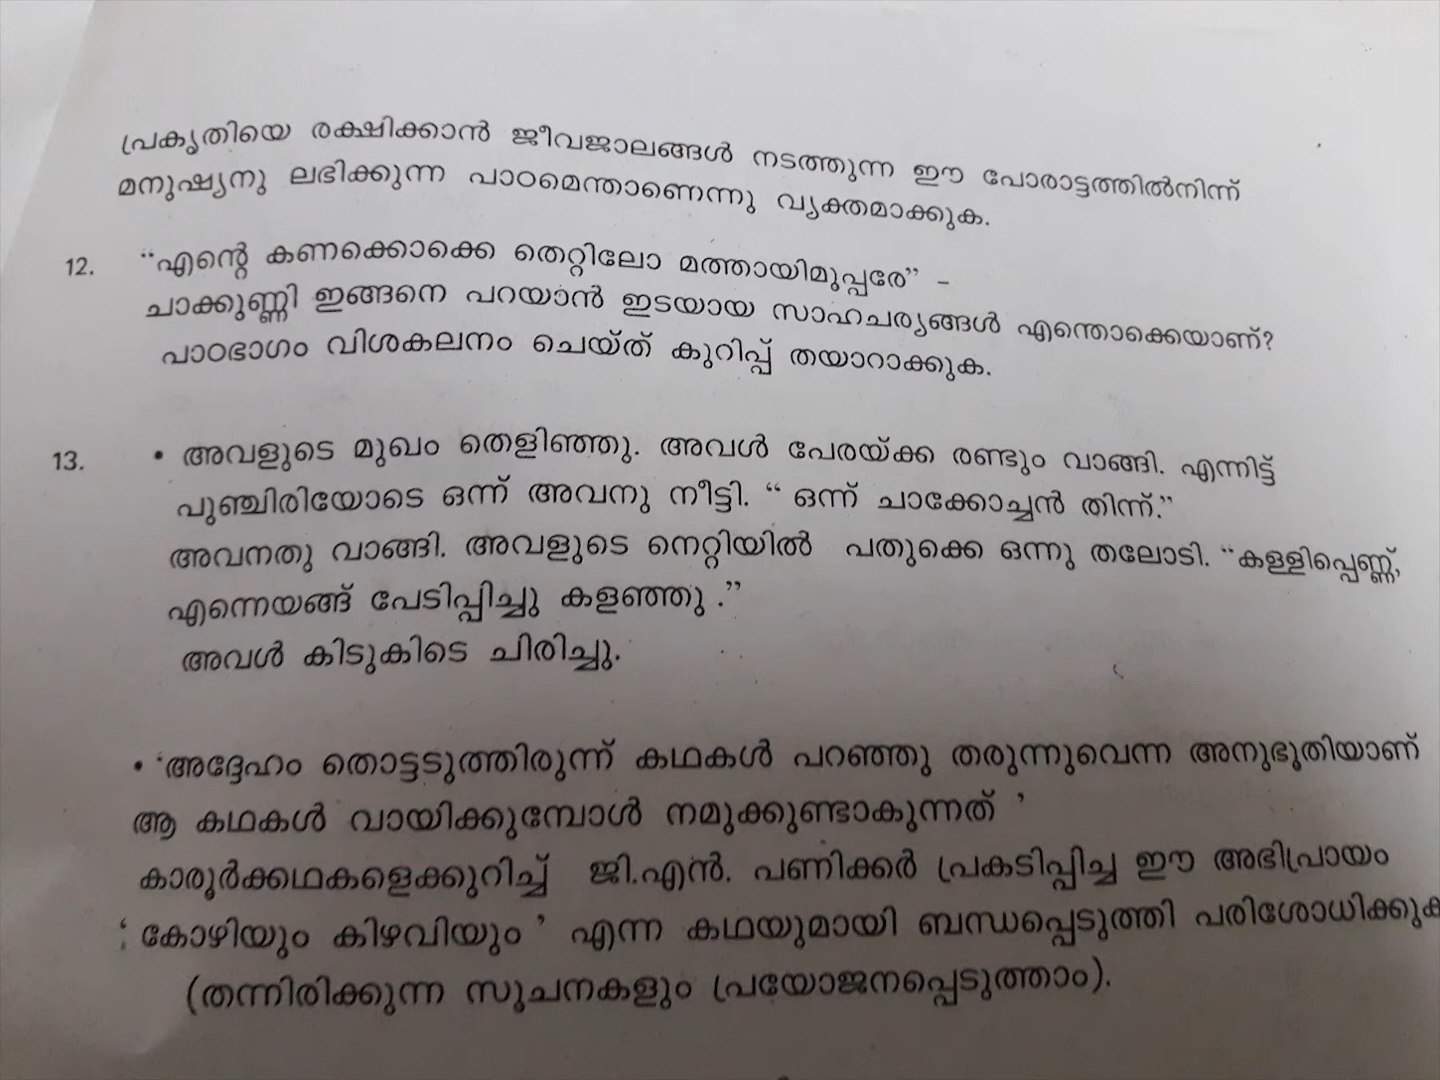 പ്രകൃതിയെ രക്ഷിക്കാൻ ജീവജാലങ്ങൾ നടത്തുന്ന ഈ പോരാട്ടത്തിൽനിന്ന്
മനുഷ്യനു ലഭിക്കുന്ന പാഠമെന്താണെന്നു വ്യക്തമാക്കുക.
12. “എന്റെ കണക്കൊക്കെ തെറ്റിലോ മത്തായിമൂപ്പരേ” –
ചാക്കുണ്ണി ഇങ്ങനെ പറയാൻ ഇടയായ സാഹചര്യങ്ങൾ എന്തൊക്കെയാണ്?
പാഠഭാഗം വിശകലനം ചെയ്ത് കുറിപ്പ് തയാറാക്കുക.
13. • അവളുടെ മുഖം തെളിഞ്ഞു. അവൾ പേരയ്ക്ക രണ്ടും വാങ്ങി. എന്നിട്ട്
പുഞ്ചിരിയോടെ ഒന്ന് അവനു നീട്ടി. “ ഒന്ന് ചാക്കോച്ചൻ തിന്ന്.”
അവനതു വാങ്ങി. അവളുടെ നെറ്റിയിൽ പതുക്കെ ഒന്നു തലോടി. “കള്ളിപ്പെണ്ണ്,
എന്നെയങ്ങ് പേടിപ്പിച്ചു കളഞ്ഞു .”
അവൾ കിടുകിടെ ചിരിച്ചു.
• ‘അദ്ദേഹം തൊട്ടടുത്തിരുന്ന് കഥകൾ പറഞ്ഞു തരുന്നുവെന്ന അനുഭൂതിയാണ്
ആ കഥകൾ വായിക്കുമ്പോൾ നമുക്കുണ്ടാകുന്നത് ’
കാരൂർക്കഥകളെക്കുറിച്ച് ജി.എൻ. പണിക്കർ പ്രകടിപ്പിച്ച ഈ അഭിപ്രായം
‘ കോഴിയും കിഴവിയും ’ എന്ന കഥയുമായി ബന്ധപ്പെടുത്തി പരിശോധിക്കുക
(തന്നിരിക്കുന്ന സൂചനകളും പ്രയോജനപ്പെടുത്താം).